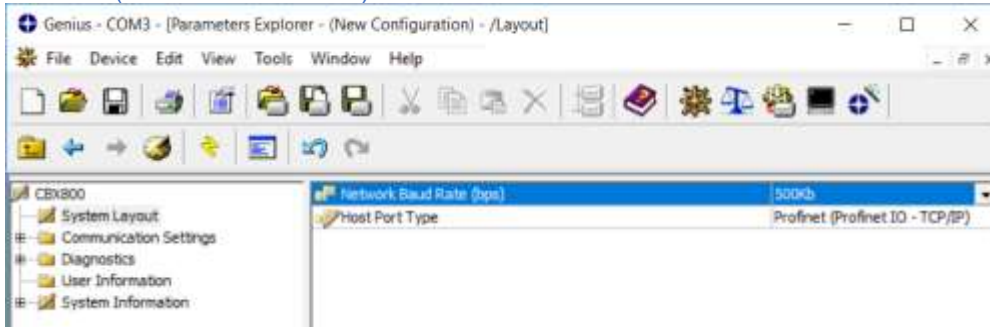 Genius - COM3 - [Parameters Explorer - (New Configuration) - /Layout]
File Device Edit View Tools Window Help
CBX800
System Layout
Communication Settings
Diagnostics
User Information
System Information
Network Baud Rate (bps) 500Kb
Host Port Type Profinet (Profinet IO - TCP/IP)